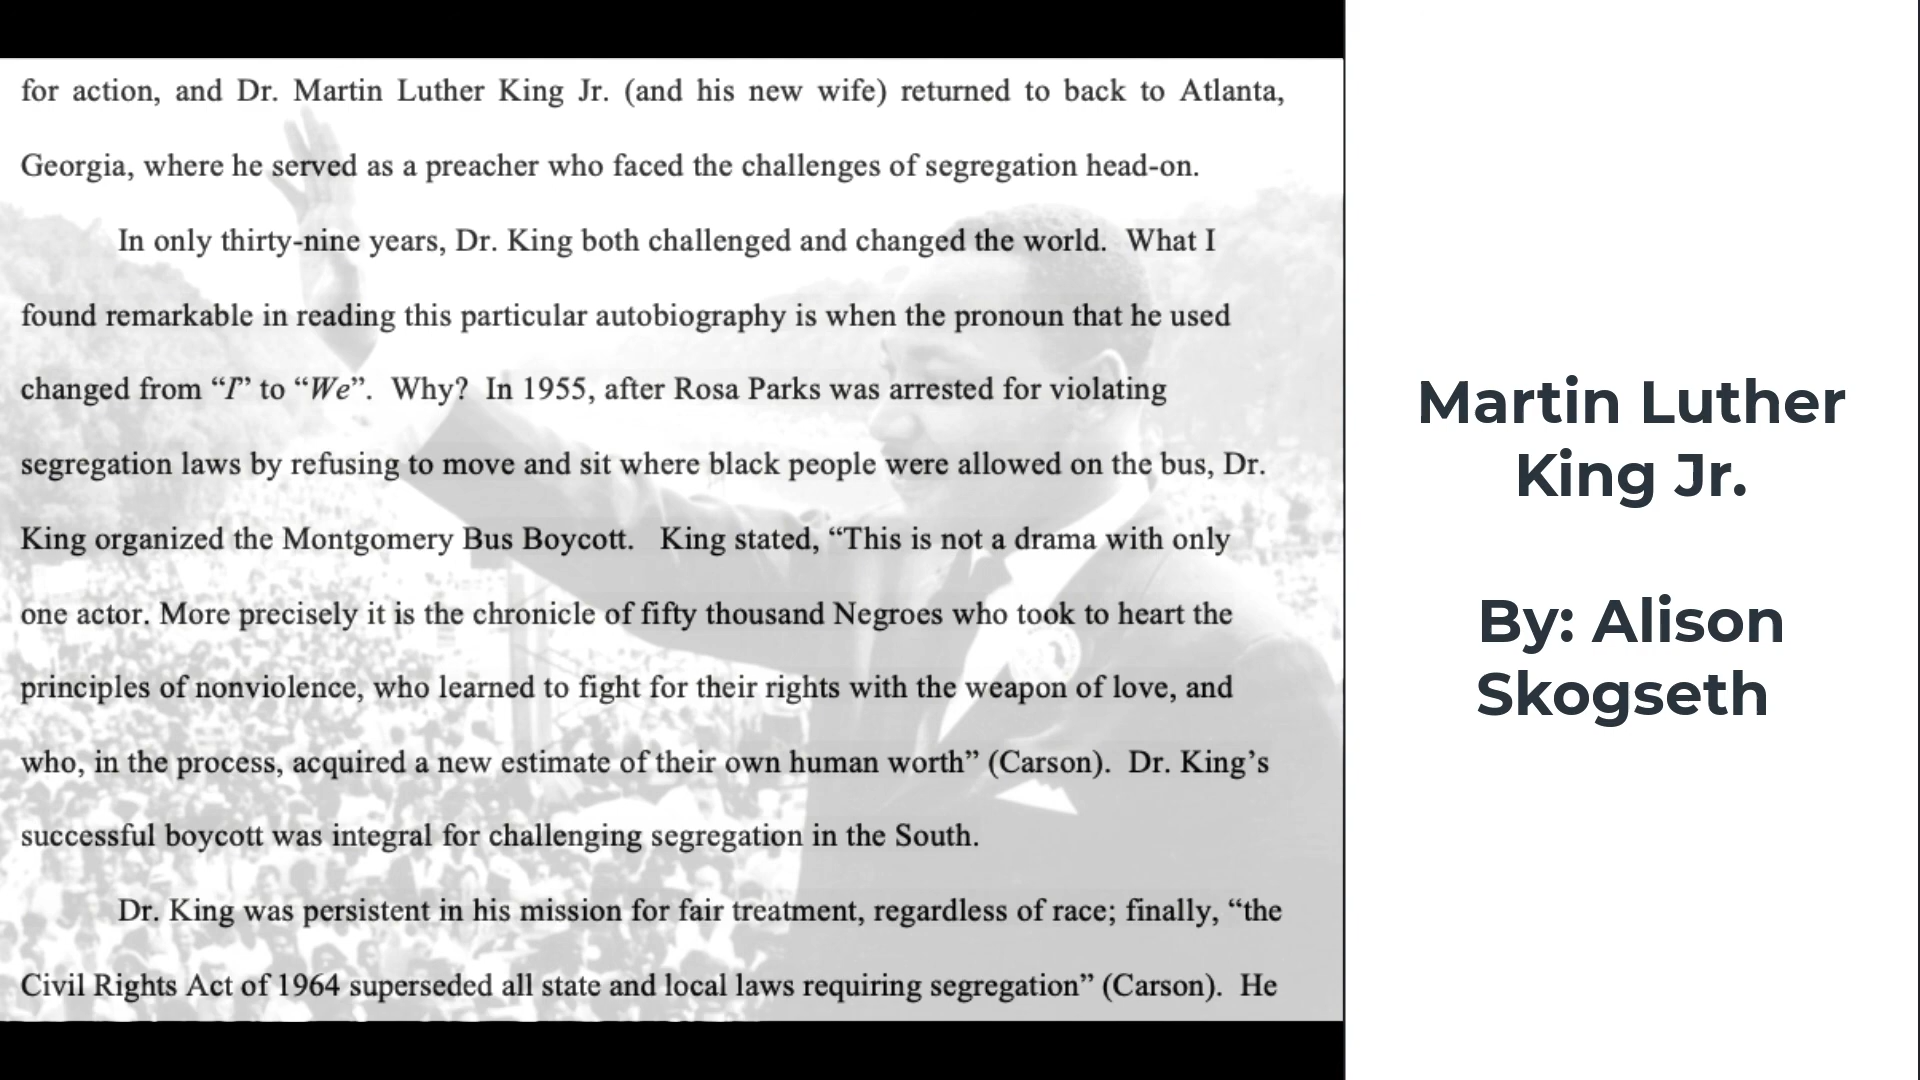 for action, and Dr. Martin Luther King Jr. (and his new wife) returned to back to Atlanta,
Georgia, where he served as a preacher who faced the challenges of segregation head-on.
In only thirty-nine years, Dr. King both challenged and changed the world.  What I
found remarkable in reading this particular autobiography is when the pronoun that he used
changed from “I” to “We”.  Why?  In 1955, after Rosa Parks was arrested for violating
segregation laws by refusing to move and sit where black people were allowed on the bus, Dr.
King organized the Montgomery Bus Boycott.   King stated, “This is not a drama with only
one actor. More precisely it is the chronicle of fifty thousand Negroes who took to heart the
principles of nonviolence, who learned to fight for their rights with the weapon of love, and
who, in the process, acquired a new estimate of their own human worth” (Carson).  Dr. King’s
successful boycott was integral for challenging segregation in the South.
Dr. King was persistent in his mission for fair treatment, regardless of race; finally, “the
Civil Rights Act of 1964 superseded all state and local laws requiring segregation” (Carson).  He
Martin Luther
King Jr.
By: Alison
Skogseth